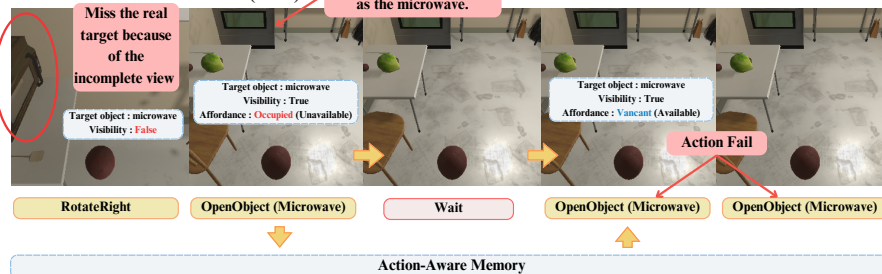 as the microwave.
Miss the real
target because
of the
incomplete view
Target object : microwave
Visibility : False
Target object : microwave
Visibility : True
Affordance : Occupied (Unavailable)
Target object : microwave
Visibility : True
Affordance : Vancant (Available)
Action Fail
RotateRight
OpenObject (Microwave)
Wait
OpenObject (Microwave)
OpenObject (Microwave)
Action-Aware Memory